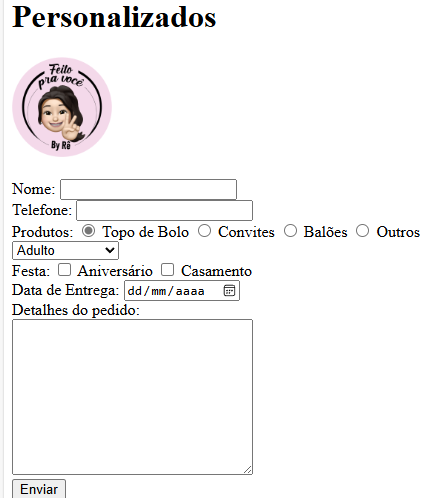 Personalizados
Feito
pra você
By Rê
Nome:
Telefone:
Produtos: Topo de Bolo Convites Balões Outros
Adulto
Festa: Aniversário Casamento
Data de Entrega: dd/mm/aaaa
Detalhes do pedido:
Enviar